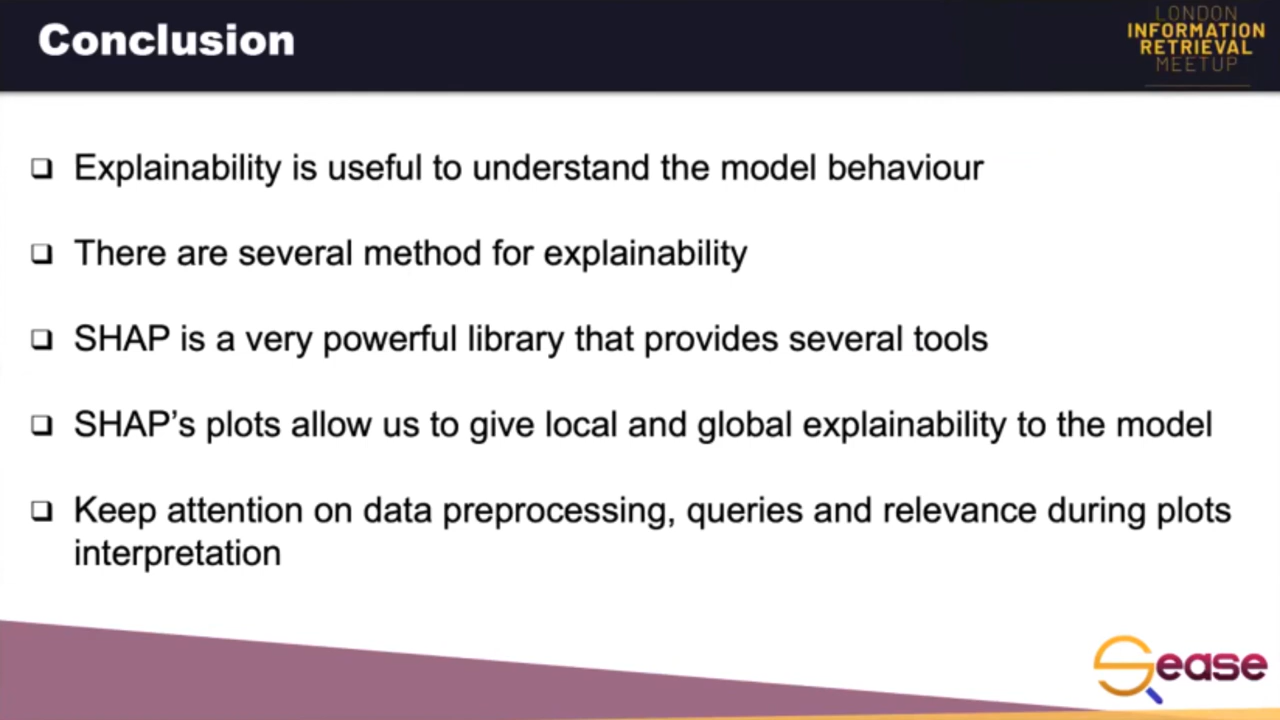 Conclusion
LONDON
INFORMATION
RETRIEVAL
MEETUP
❑ Explainability is useful to understand the model behaviour
❑ There are several method for explainability
❑ SHAP is a very powerful library that provides several tools
❑ SHAP’s plots allow us to give local and global explainability to the model
❑ Keep attention on data preprocessing, queries and relevance during plots
interpretation
Sease